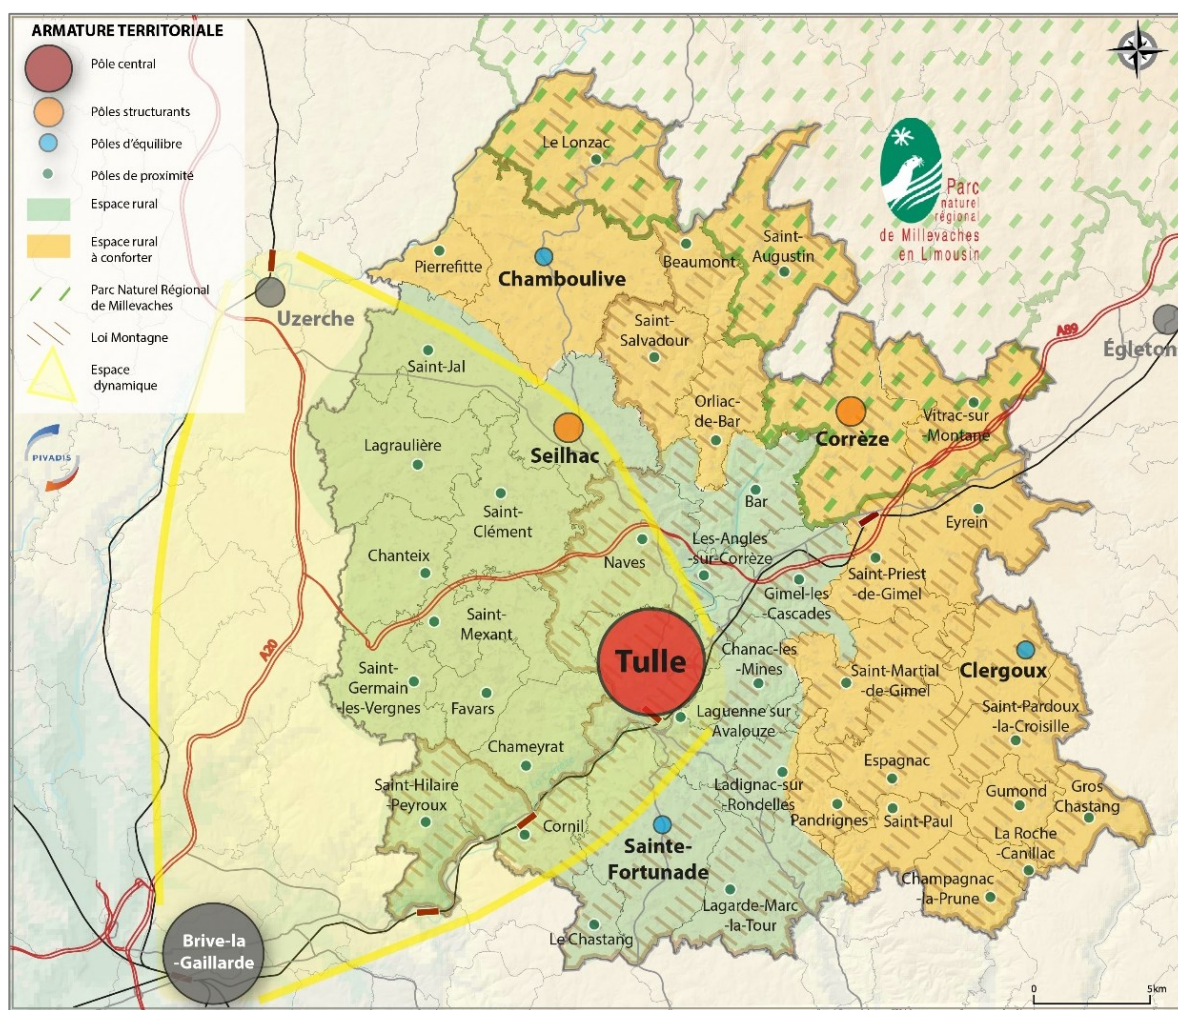 ARMATURE TERRITORIALE
Pôle central
Pôles structurants
Pôles d'équilibre
Pôles de proximité
Espace rural
Espace rural
à conforter
Parc Naturel Régional
de Millevaches
Loi Montagne
Espace
dynamique
PIVADIS
Parc
naturel
régional
de Millevaches
en Limousin
Le Lonzac
Pierrefitte
Chamboulive
Beaumont
Saint-
Augustin
Uzerche
A89
Égleton
Saint-
Salvadour
Saint-Jal
Orliac-
de-Bar
Corrèze
Vitrac-sur
-Montane
Lagraulière
Seilhac
Saint-
Clément
Bar
Eyrein
Chanteix
Naves
Les-Angles
-sur-Corrèze
Saint-Priest
-de-Gimel
Gimel-les
-Cascades
Saint-
Mexant
A20
Tulle
Chanac-les
-Mines
Saint-Martial
-de-Gimel
Clergoux
Saint-
Germain
-les-Vergnes
Favars
Laguenne sur
Avalouze
Saint-Pardoux
-la-Croisille
Chameyrat
Espagnac
Saint-Hilaire
-Peyroux
Ladignac-sur
-Rondelles
Gumond
Gros
Chastang
Pandrignes
Saint-Paul
Cornil
Sainte-
Fortunade
La Roche
-Canillac
Champagnac
-la-Prune
Lagarde-Marc
-la-Tour
Le Chastang
Brive-la
-Gaillarde
0
5km